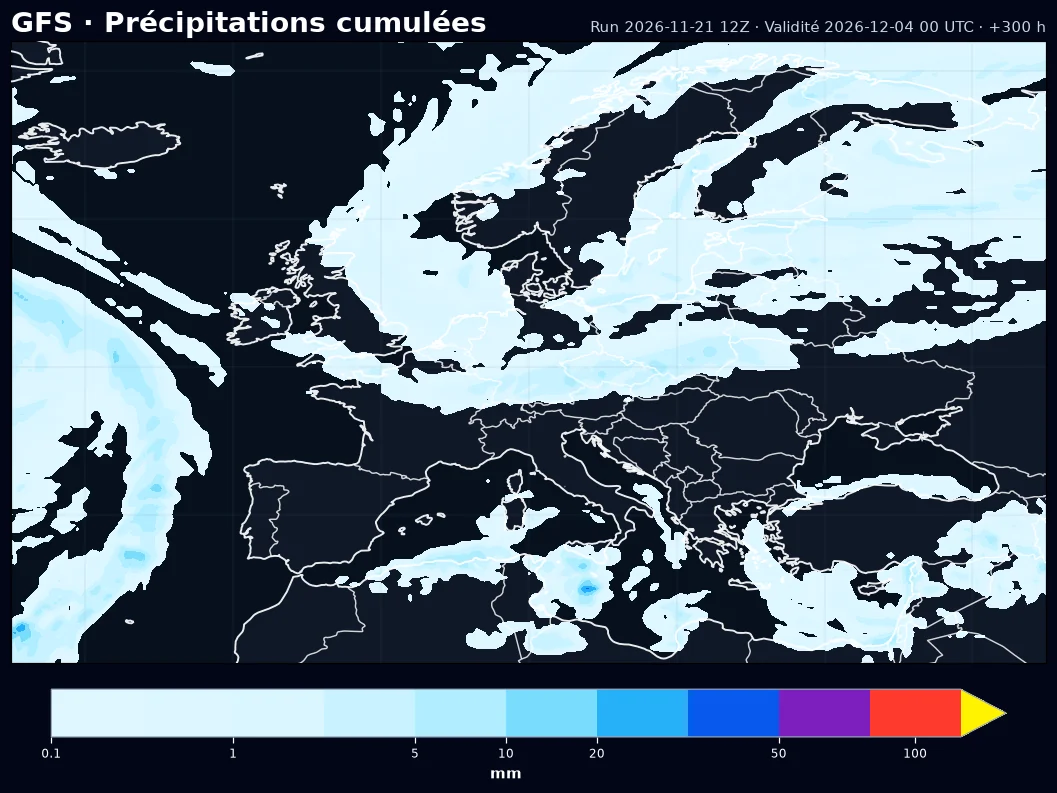 GFS · Précipitations cumulées
Run 2026-11-21 12Z · Validité 2026-12-04 00 UTC · +300 h
0.1 1 5 10 20 50 100
mm